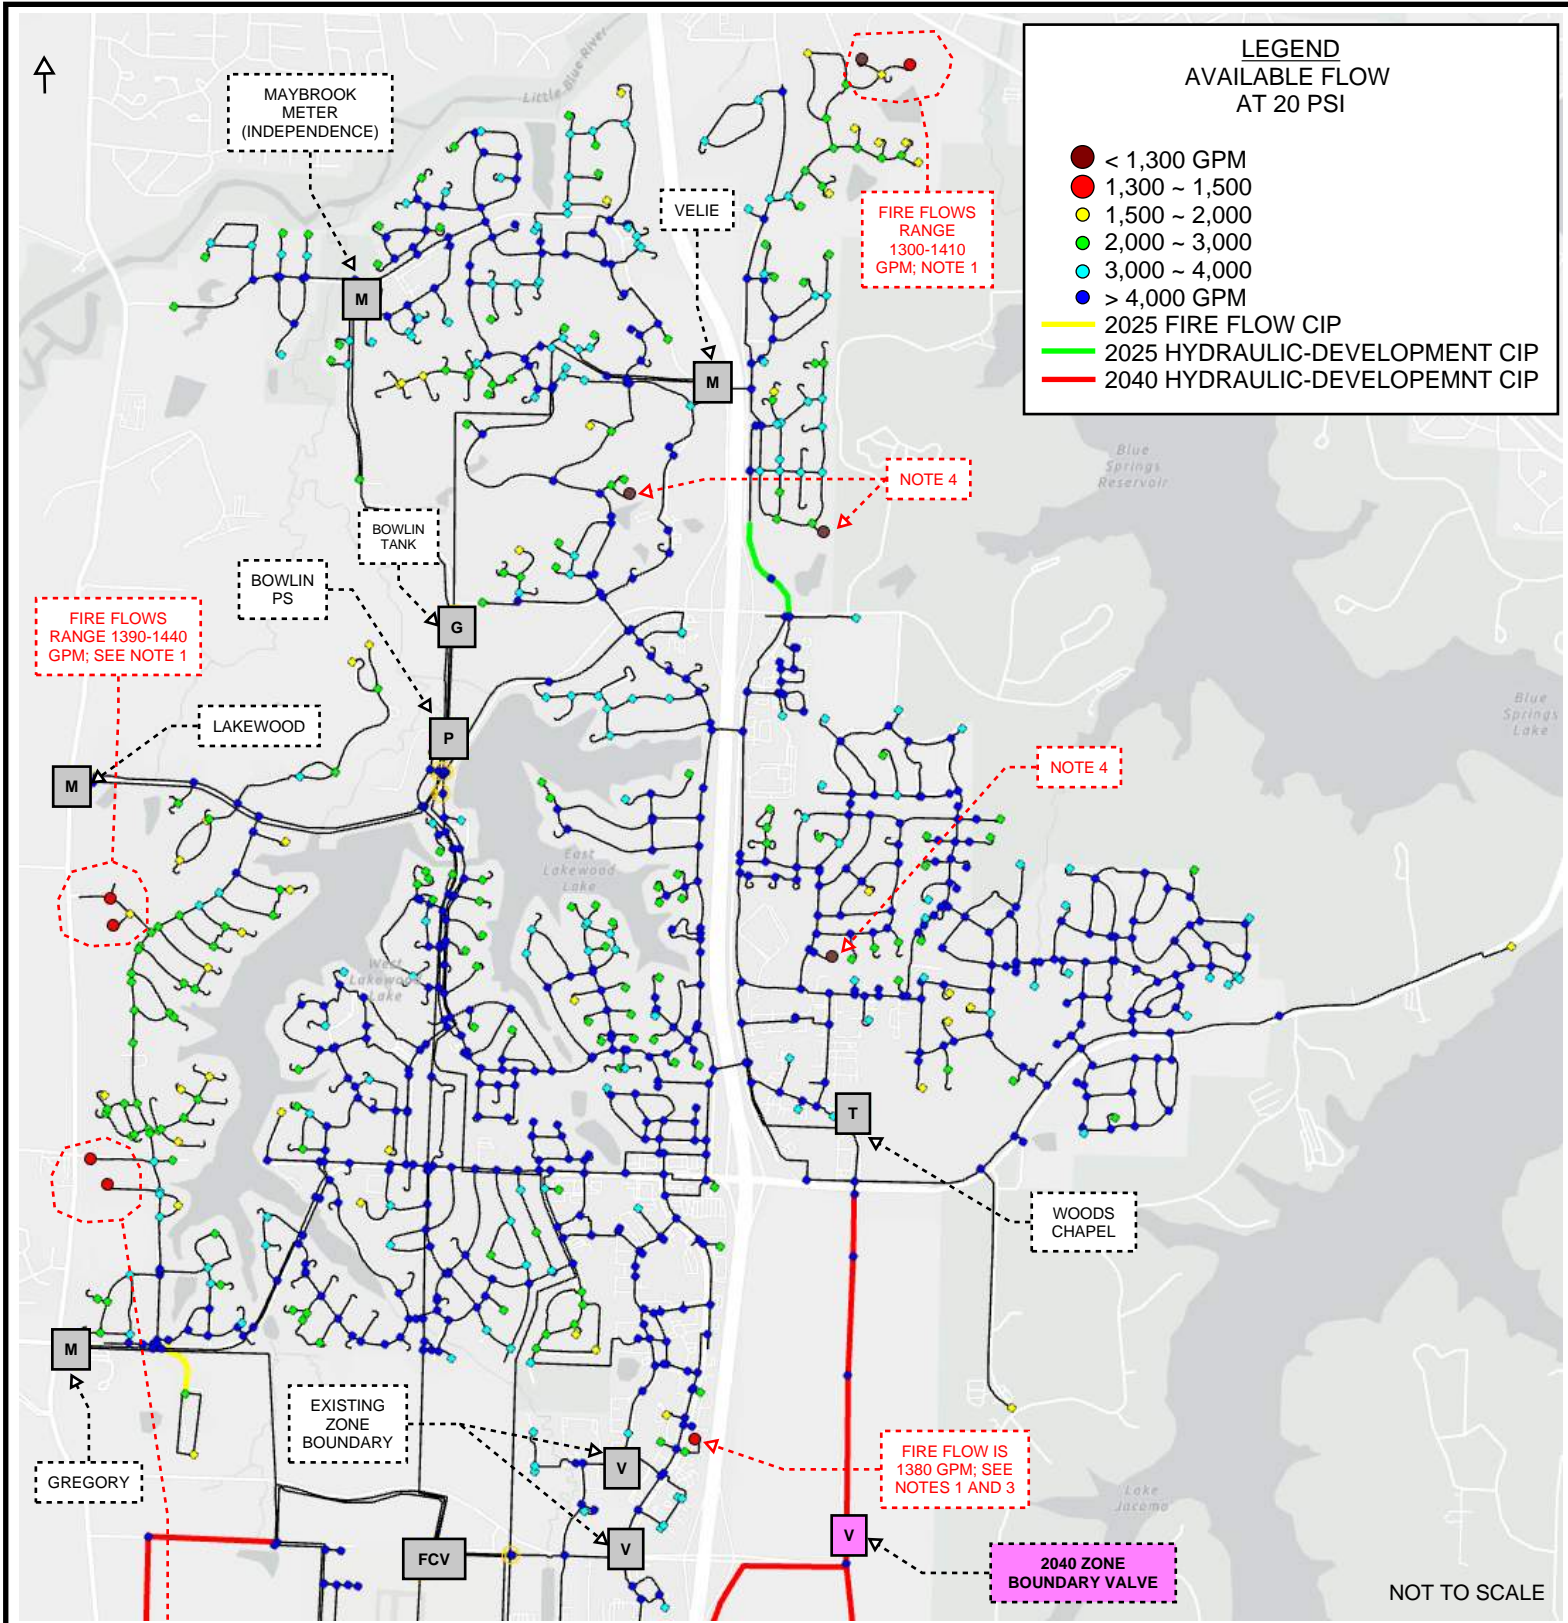 LEGEND
AVAILABLE FLOW
AT 20 PSI
< 1,300 GPM
1,300 ~ 1,500
1,500 ~ 2,000
2,000 ~ 3,000
3,000 ~ 4,000
> 4,000 GPM
2025 FIRE FLOW CIP
2025 HYDRAULIC-DEVELOPMENT CIP
2040 HYDRAULIC-DEVELOPEMNT CIP
Little Blue River
MAYBROOK
METER
(INDEPENDENCE)
VELIE
FIRE FLOWS
RANGE
1300-1410
GPM; NOTE 1
M
M
Blue
Springs
Reservoir
NOTE 4
BOWLIN
TANK
BOWLIN
PS
G
FIRE FLOWS
RANGE 1390-1440
GPM; SEE NOTE 1
LAKEWOOD
P
M
Blue
Springs
Lake
NOTE 4
East
Lakewood
Lake
West
Lakewood
Lake
T
WOODS
CHAPEL
M
GREGORY
EXISTING
ZONE
BOUNDARY
V
FIRE FLOW IS
1380 GPM; SEE
NOTES 1 AND 3
Lake
Jacomo
V
FCV
V
2040 ZONE
BOUNDARY VALVE
NOT TO SCALE